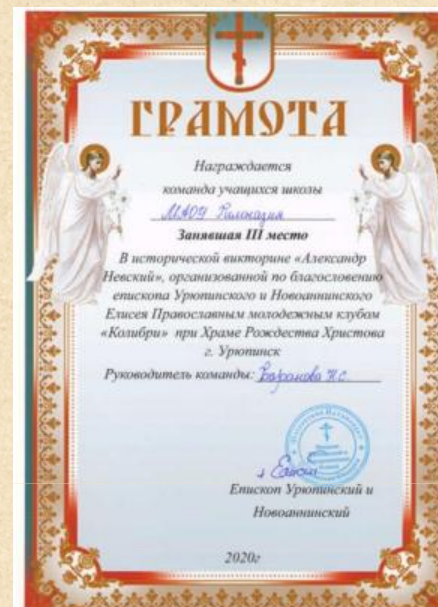 ГРАМОТА
Награждается
команда учащихся школы
МАОУ Гимназия
Занявшая III место
В исторической викторине «Александр
Невский», организованной по благословению
епископа Урюпинского и Новоаннинского
Елисея Православным молодежным клубом
«Колибри» при Храме Рождества Христова
г. Урюпинск
Руководитель команды: Н.С.
Епископ Урюпинский и
Новоаннинский
2020г